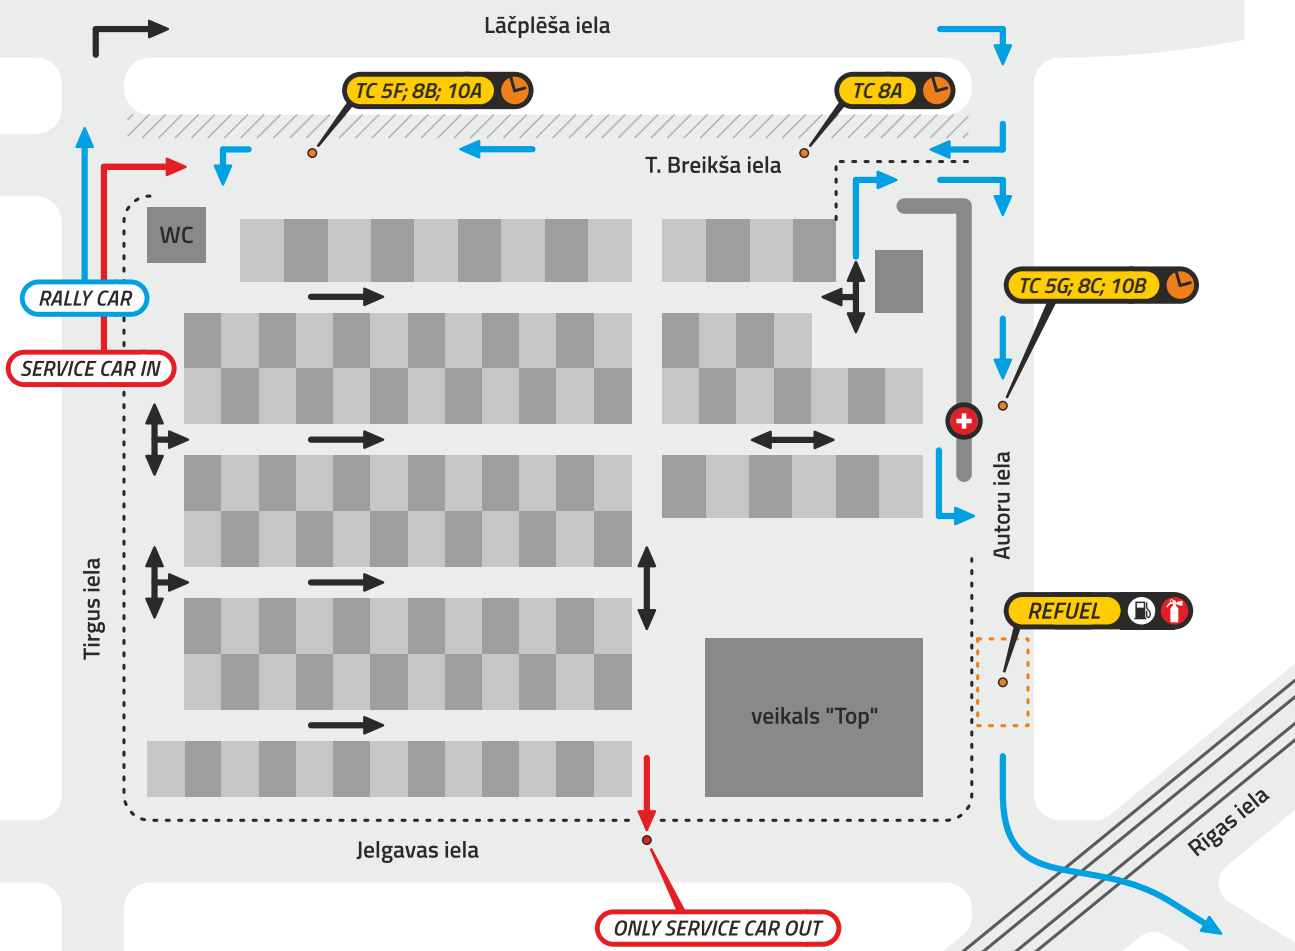 Lāčplēša iela
TC 5F; 8B; 10A
TC 8A
T. Breikša iela
WC
RALLY CAR
TC 5G; 8C; 10B
SERVICE CAR IN
Autoru iela
Tirgus iela
REFUEL
veikals "Top"
Rīgas iela
Jelgavas iela
ONLY SERVICE CAR OUT